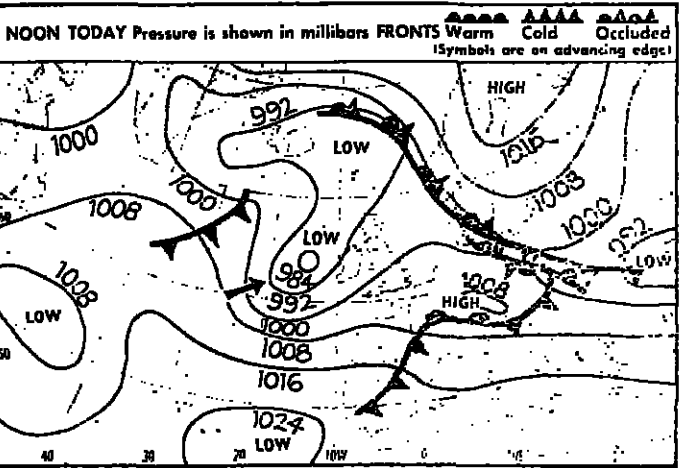 NOON TODAY Pressure is shown in millibars FRONTS Warm Cold Occluded
(Symbols are on advancing edge)
HIGH
992
LOW
1000
1016
1008
1000
1008
1000
992
LOW
LOW
1008
984
1008
LOW
992
HIGH
1000
1008
1016
1024
LOW
40
30
20
10W
0